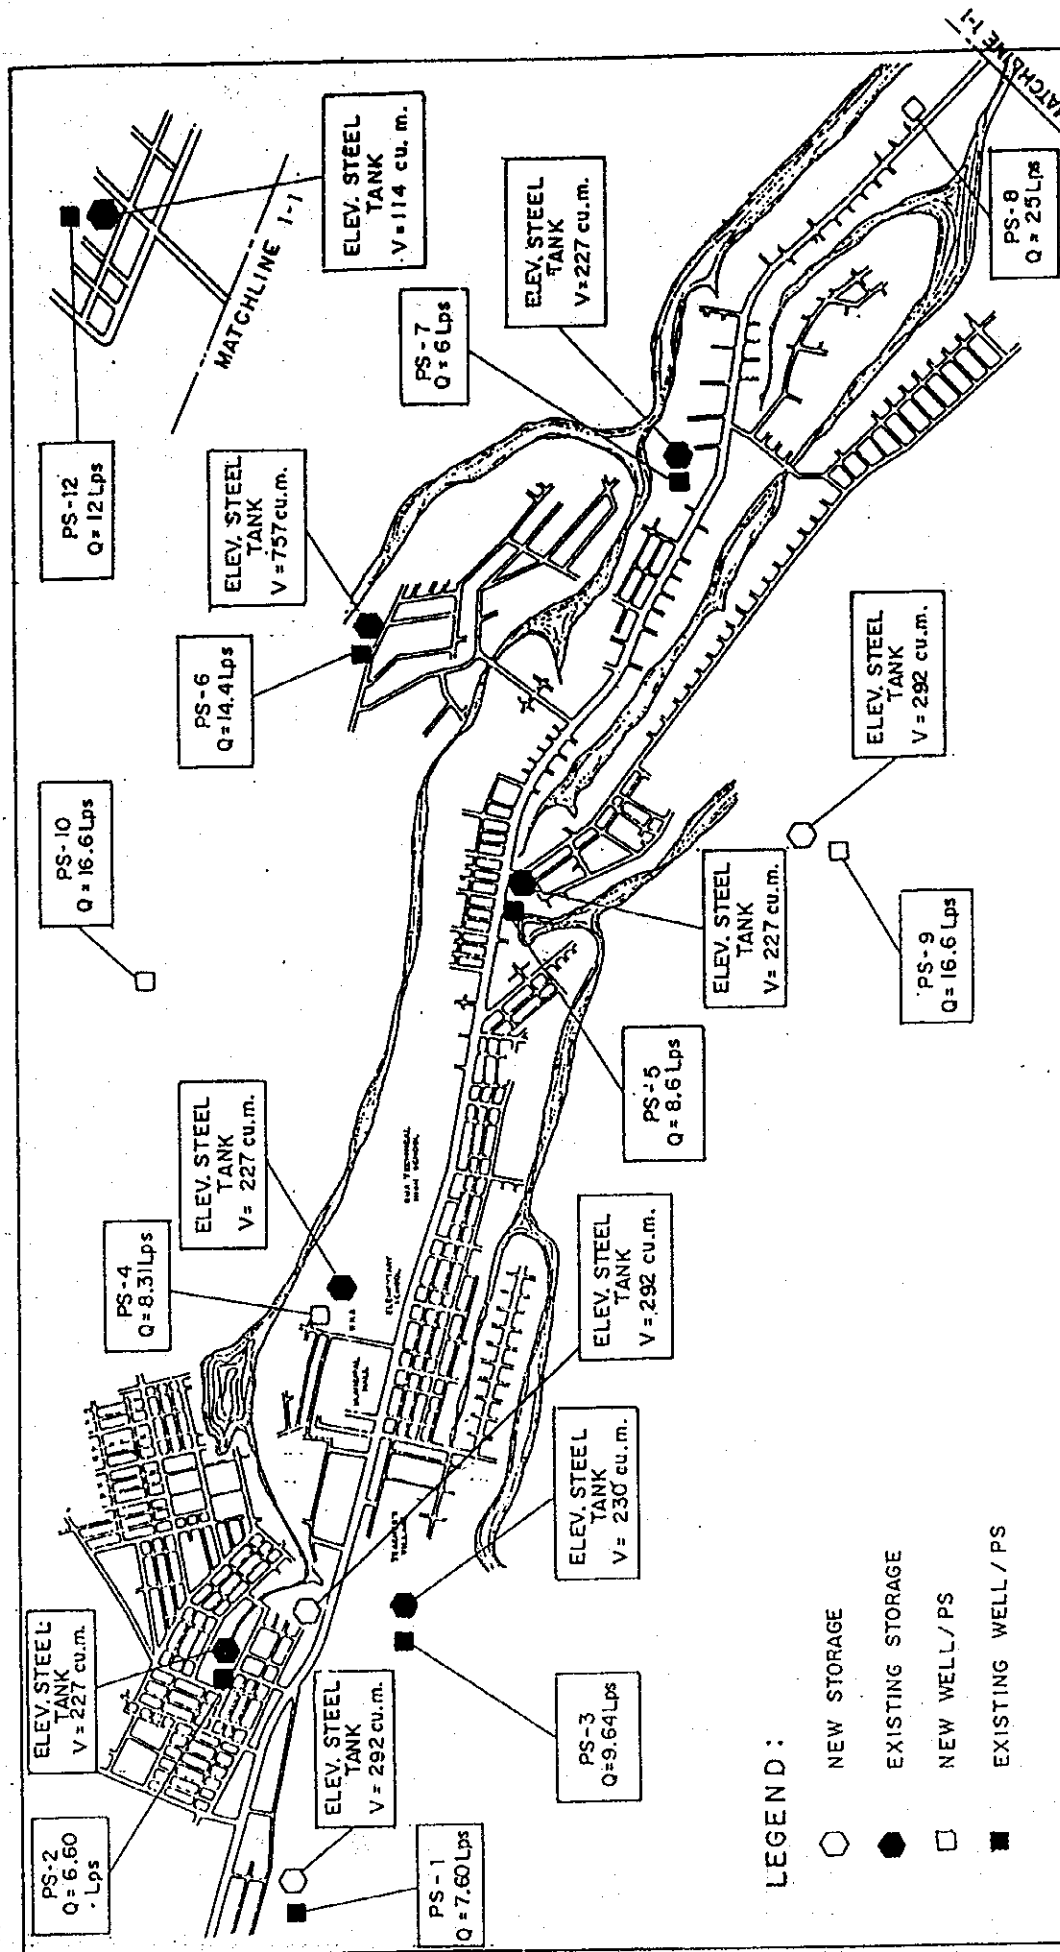 PS-2
Q = 6.60
Lps
ELEV. STEEL
TANK
V = 227 cu.m.
PS-4
Q = 8.31 Lps
ELEV. STEEL
TANK
V = 227 cu.m.
PS-10
Q = 16.6 Lps
PS-6
Q = 14.4 Lps
ELEV. STEEL
TANK
V = 757 cu.m.
PS-12
Q = 12 Lps
ELEV. STEEL
TANK
V = 114 cu. m.
MATCHLINE 1-1
PS-7
Q = 6 Lps
ELEV. STEEL
TANK
V = 227 cu.m.
MATCHLINE 1-1
PS-8
Q = 25 Lps
MUNICIPAL
HALL
ELEMENTARY
SCHOOL
HIGH SCHOOL
PS-1
Q = 7.60 Lps
ELEV. STEEL
TANK
V = 292 cu.m.
PS-3
Q = 9.64 Lps
ELEV. STEEL
TANK
V = 230 cu.m.
ELEV. STEEL
TANK
V = 292 cu.m.
PS-5
Q = 8.6 Lps
ELEV. STEEL
TANK
V = 227 cu.m.
PS-9
Q = 16.6 Lps
ELEV. STEEL
TANK
V = 292 cu.m.
LEGEND :
NEW STORAGE
EXISTING STORAGE
NEW WELL / PS
EXISTING WELL / PS